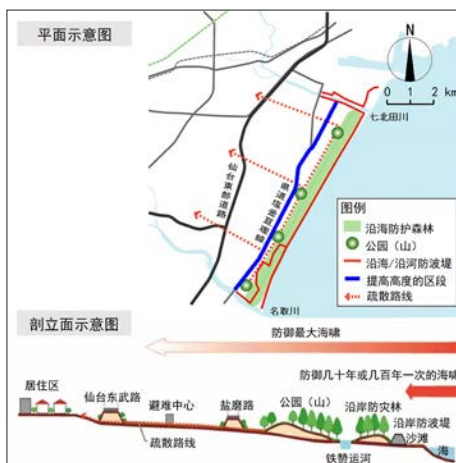 平面示意图
N
0 1 2 km
七北田川
仙台東部道路
県道塩釜亘理線
图例
沿海防护森林
公园（山）
沿海/沿河防波堤
提高高度的区段
疏散路线
名取川
剖立面示意图
防御最大海啸
防御几十年或几百年一次的海啸
居住区
仙台东武路
避难中心
盐磨路
公园（山）
沿岸防灾林
沿岸防波堤
沙滩
海
疏散路线
铁赞运河